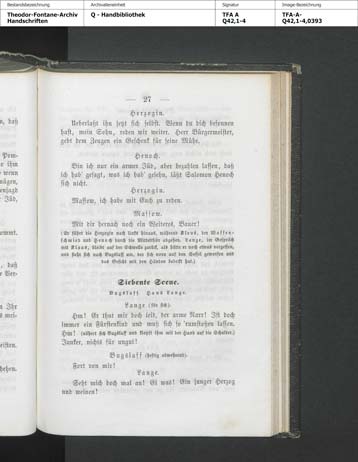 Bestandsbezeichnung
Archivalieneinheit
Signatur
Image-Bezeichnung
Theodor-Fontane-Archiv
Handschriften
Q - Handbibliothek
TFA A
Q42,1-4
TFA-A-
Q42,1-4,0393
— 27 —
Herzogin.
Ueberlaßt ihn jetzt sich selbst. Wenn du dich besonnen
hast, mein Sohn, reden wir weiter. Herr Bürgermeister,
gebt dem Zeugen ein Geschenk für seine Mühe.
Henoch.
Bin ich nur ein armer Jüd, aber bezahlen lassen, daß
ich hab' gesagt, was ich hab' gesehn, läßt Salomon Henoch
sich nicht.
Herzogin.
Massow, ich habe mit Euch zu reden.
Massow.
Mit dir hernach noch ein Weiteres, Bauer!
(Er führt die Herzogin nach links hinaus, während Klaus, der Waffen-
schmied und Henoch durch die Mittelthür abgehen. Lange, im Gespräch
mit Klaus, bleibt auf der Schwelle zurück, als hätte er noch etwas vergessen,
und sieht sich nach Bugslaff um, der sich vorn auf den Sessel geworfen und
das Gesicht mit den Händen bedeckt hat.)
Siebente Scene.
Bugslaff. Hans Lange.
Lange (für sich).
Hm! Er thut mir doch leid, der arme Narr! Ist doch
immer ein Fürstenkind und muß sich so rumstoßen lassen.
Hm! (nähert sich Bugslaff und klopft ihm mit der Hand auf die Schulter.)
Junker, nichts für ungut!
Bugslaff (heftig abwehrend).
Fort von mir!
Lange.
Seht mich doch mal an! Ei was! Ein junger Herzog
und weinen!